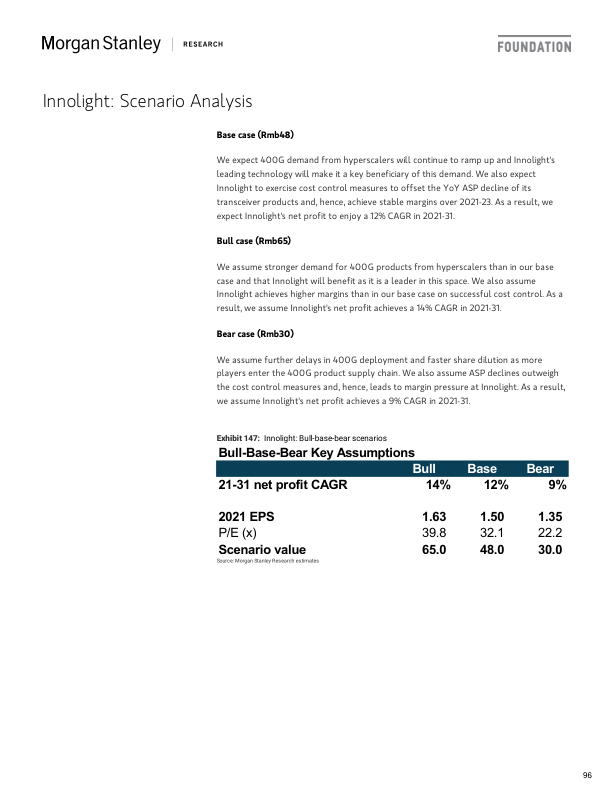 Morgan Stanley | RESEARCH
FOUNDATION
Innolight: Scenario Analysis
Base case (Rmb48)
We expect 400G demand from hyperscalers will continue to ramp up and Innolight's
leading technology will make it a key beneficiary of this demand. We also expect
Innolight to exercise cost control measures to offset the YoY ASP decline of its
transceiver products and, hence, achieve stable margins over 2021-23. As a result, we
expect Innolight's net profit to enjoy a 12% CAGR in 2021-31.
Bull case (Rmb65)
We assume stronger demand for 400G products from hyperscalers than in our base
case and that Innolight will benefit as it is a leader in this space. We also assume
Innolight achieves higher margins than in our base case on successful cost control. As a
result, we assume Innolight's net profit achieves a 14% CAGR in 2021-31.
Bear case (Rmb30)
We assume further delays in 400G deployment and faster share dilution as more
players enter the 400G product supply chain. We also assume ASP declines outweigh
the cost control measures and, hence, leads to margin pressure at Innolight. As a result,
we assume Innolight's net profit achieves a 9% CAGR in 2021-31.
Exhibit 147: Innolight: Bull-base-bear scenarios
Bull-Base-Bear Key Assumptions
Bull Base Bear
21-31 net profit CAGR 14% 12% 9%
2021 EPS 1.63 1.50 1.35
P/E (x) 39.8 32.1 22.2
Scenario value 65.0 48.0 30.0
Source: Morgan Stanley Research estimates
96